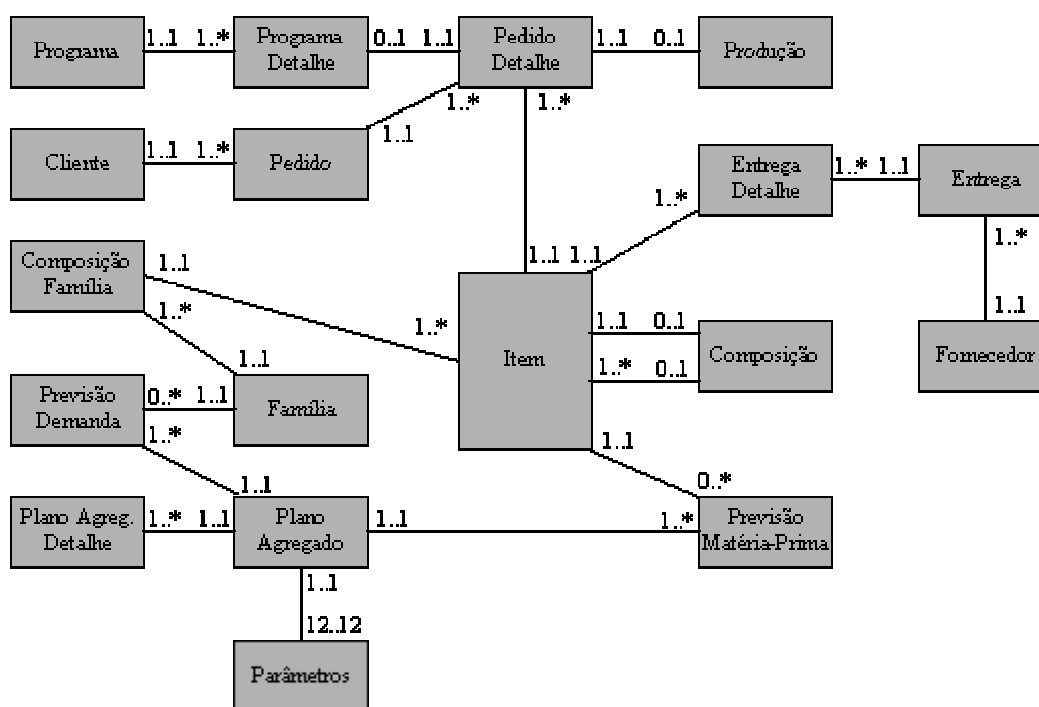 Programa
1..1 1..*
Programa
Detalhe
0..1 1..1
Pedido
Detalhe
1..1 0..1
Produção
1..*
1..*
1..1
Cliente
1..1 1..*
Pedido
Entrega
Detalhe
1..* 1..1
Entrega
1..*
1..*
Composição
Família
1..1
1..1 1..1
1..*
1..*
1..1
Item
1..1 0..1
1..* 0..1
Composição
1..1
Fornecedor
1..1
Previsão
Demanda
0..* 1..1
Família
1..*
1..1
1..1
0..*
Plano Agreg.
Detalhe
1..* 1..1
Plano
Agregado
1..1
1..*
Previsão
Matéria-Prima
1..1
12..12
Parâmetros